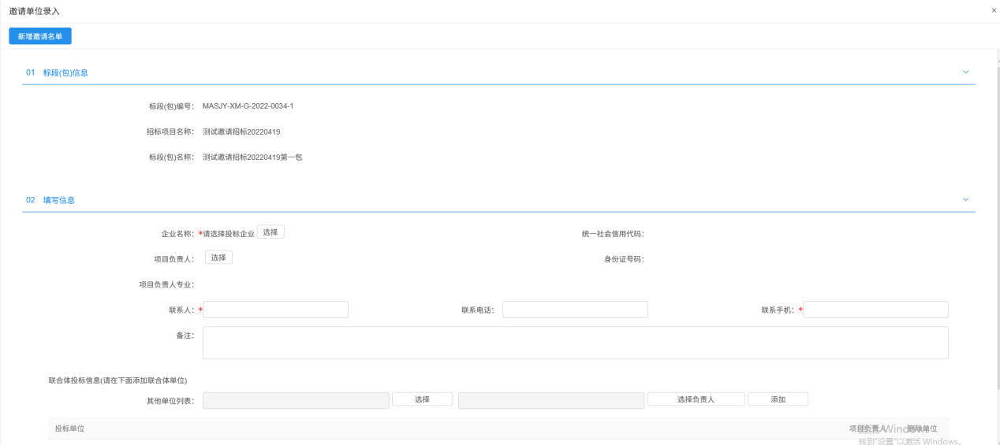 邀请单位录入 ×
新增邀请名单
01 标段(包)信息
标段(包)编号： MASJY-XM-G-2022-0034-1
招标项目名称： 测试邀请招标20220419
标段(包)名称： 测试邀请招标20220419第一包
02 填写信息
企业名称：*请选择投标企业 选择 统一社会信用代码：
项目负责人： 选择 身份证号码：
项目负责人专业：
联系人：* 联系电话： 联系手机：*
备注：
联合体投标信息(请在下面添加联合体单位)
其他单位列表： 选择 选择负责人 添加
投标单位 项目负责人 删除单位
激活 Windows
转到"设置"以激活 Windows。